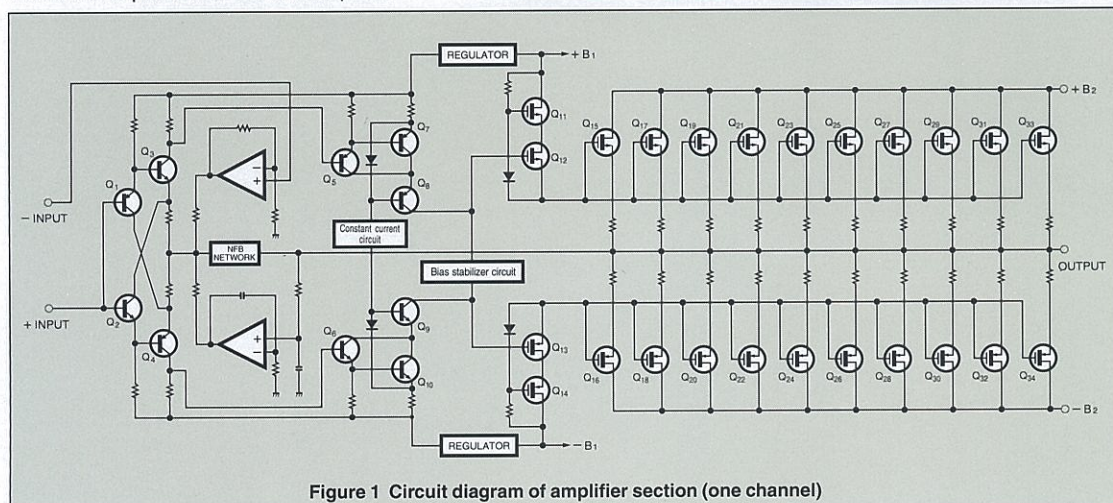 REGULATOR
+B₁
+B₂
Q₁₁
Q₁₂
Q₁₅
Q₁₇
Q₁₉
Q₂₁
Q₂₃
Q₂₅
Q₂₇
Q₂₉
Q₃₁
Q₃₃
Q₇
Q₃
Q₅
Q₈
Q₁
− INPUT
Constant current
circuit
NFB
NETWORK
Bias stabilizer circuit
OUTPUT
+ INPUT
Q₂
Q₄
Q₆
Q₉
Q₁₀
Q₁₃
Q₁₄
Q₁₆
Q₁₈
Q₂₀
Q₂₂
Q₂₄
Q₂₆
Q₂₈
Q₃₀
Q₃₂
Q₃₄
−B₂
REGULATOR
−B₁
Figure 1 Circuit diagram of amplifier section (one channel)